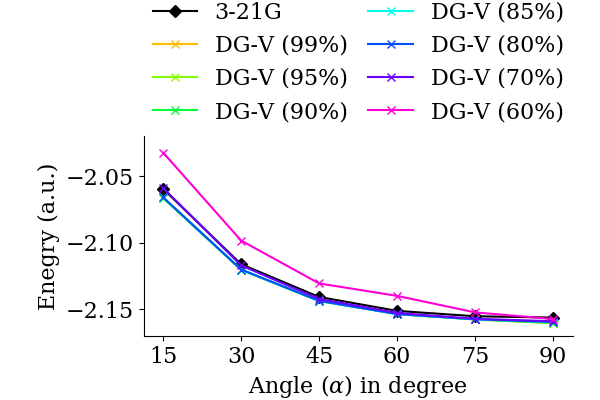 3-21G DG-V (85%)
DG-V (99%) DG-V (80%)
DG-V (95%) DG-V (70%)
DG-V (90%) DG-V (60%)
Enegry (a.u.)
−2.05
−2.10
−2.15
15 30 45 60 75 90
Angle (α) in degree